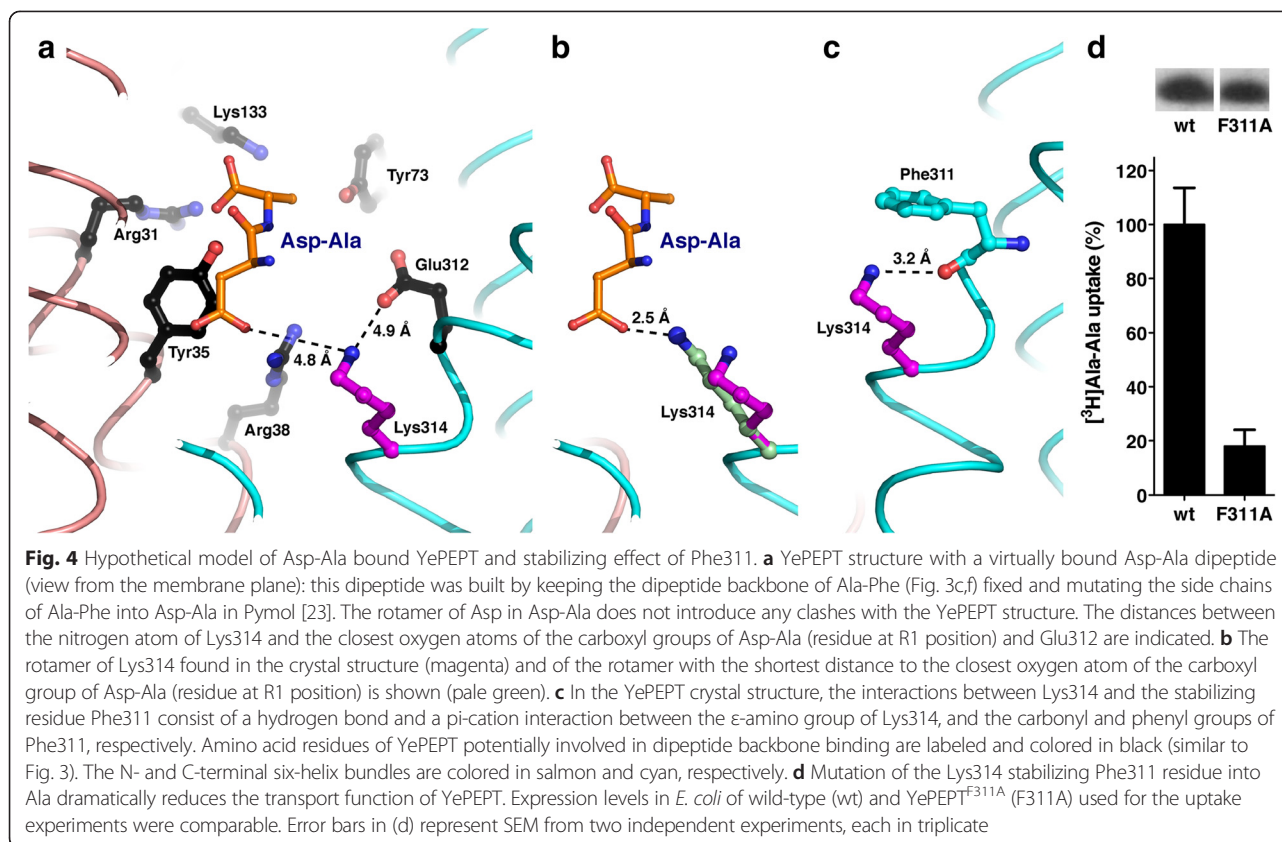 a
b
c
d
Lys133
Tyr73
Arg31
Asp-Ala
Glu312
4.9 Å
Tyr35
4.8 Å
Arg38
Lys314
Asp-Ala
2.5 Å
Lys314
Phe311
3.2 Å
Lys314
wt F311A
[³H]Ala-Ala uptake (%)
120
100
80
60
40
20
0
wt F311A
Fig. 4 Hypothetical model of Asp-Ala bound YePEPT and stabilizing effect of Phe311. a YePEPT structure with a virtually bound Asp-Ala dipeptide
(view from the membrane plane): this dipeptide was built by keeping the dipeptide backbone of Ala-Phe (Fig. 3c,f) fixed and mutating the side chains
of Ala-Phe into Asp-Ala in Pymol [23]. The rotamer of Asp in Asp-Ala does not introduce any clashes with the YePEPT structure. The distances between
the nitrogen atom of Lys314 and the closest oxygen atoms of the carboxyl groups of Asp-Ala (residue at R1 position) and Glu312 are indicated. b The
rotamer of Lys314 found in the crystal structure (magenta) and of the rotamer with the shortest distance to the closest oxygen atom of the carboxyl
group of Asp-Ala (residue at R1 position) is shown (pale green). c In the YePEPT crystal structure, the interactions between Lys314 and the stabilizing
residue Phe311 consist of a hydrogen bond and a pi-cation interaction between the ε-amino group of Lys314, and the carbonyl and phenyl groups of
Phe311, respectively. Amino acid residues of YePEPT potentially involved in dipeptide backbone binding are labeled and colored in black (similar to
Fig. 3). The N- and C-terminal six-helix bundles are colored in salmon and cyan, respectively. d Mutation of the Lys314 stabilizing Phe311 residue into
Ala dramatically reduces the transport function of YePEPT. Expression levels in E. coli of wild-type (wt) and YePEPT^F311A (F311A) used for the uptake
experiments were comparable. Error bars in (d) represent SEM from two independent experiments, each in triplicate